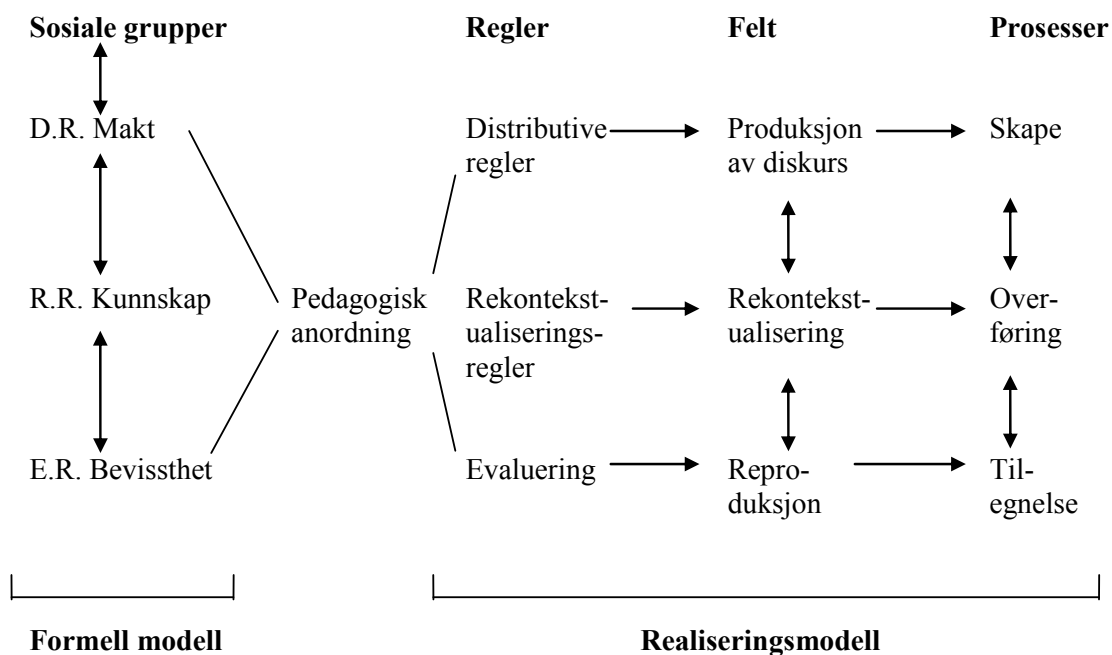 Sosiale grupper
Regler
Felt
Prosesser
D.R. Makt
Distributive
regler
Produksjon
av diskurs
Skape
R.R. Kunnskap
Pedagogisk
anordning
Rekontekst-
ualiserings-
regler
Rekontekst-
ualisering
Over-
føring
E.R. Bevissthet
Evaluering
Repro-
duksjon
Til-
egnelse
Formell modell
Realiseringsmodell